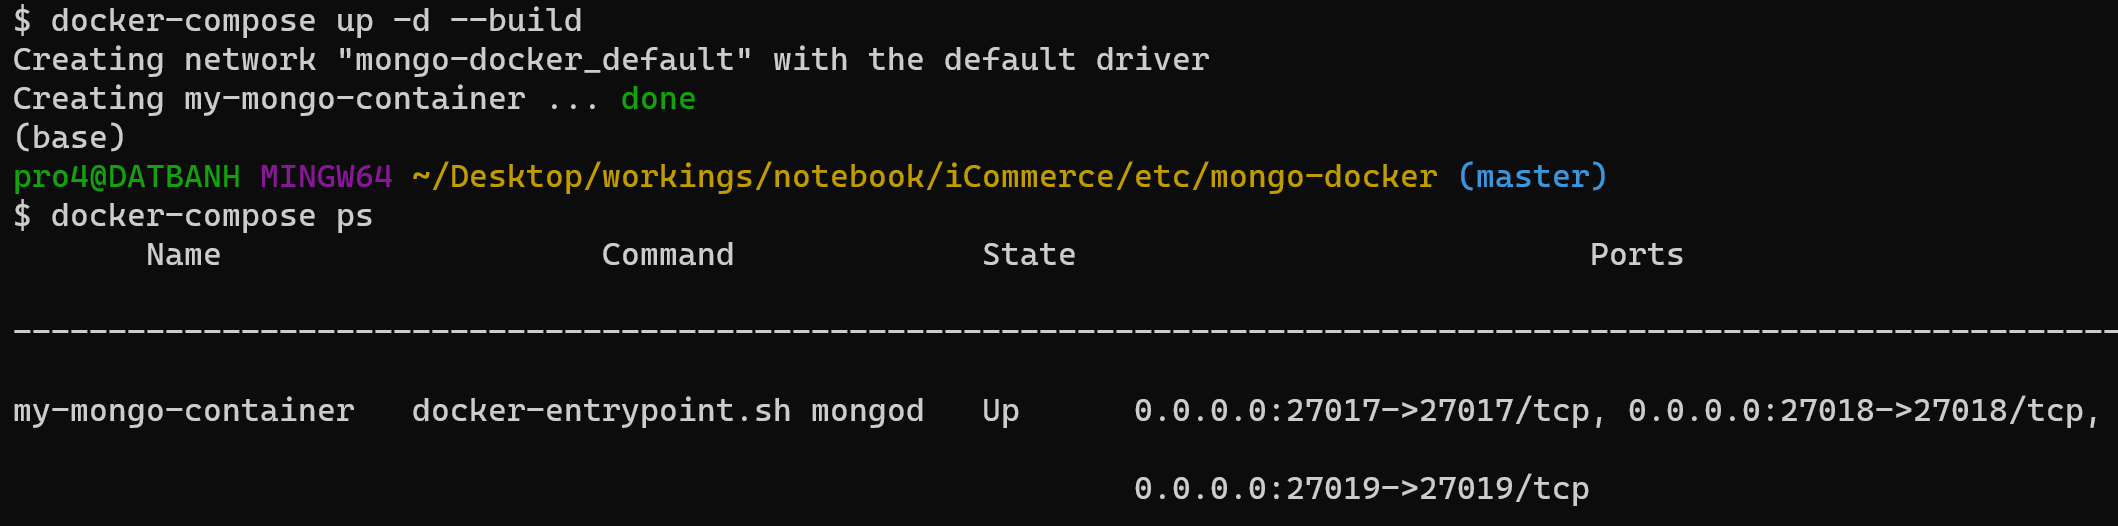 $ docker-compose up -d --build
Creating network "mongo-docker_default" with the default driver
Creating my-mongo-container ... done
(base)
pro4@DATBANH MINGW64 ~/Desktop/workings/notebook/iCommerce/etc/mongo-docker (master)
$ docker-compose ps
Name Command State Ports
---------------------------------------------------------------------------------------------------------------
my-mongo-container docker-entrypoint.sh mongod Up 0.0.0.0:27017->27017/tcp, 0.0.0.0:27018->27018/tcp,
0.0.0.0:27019->27019/tcp